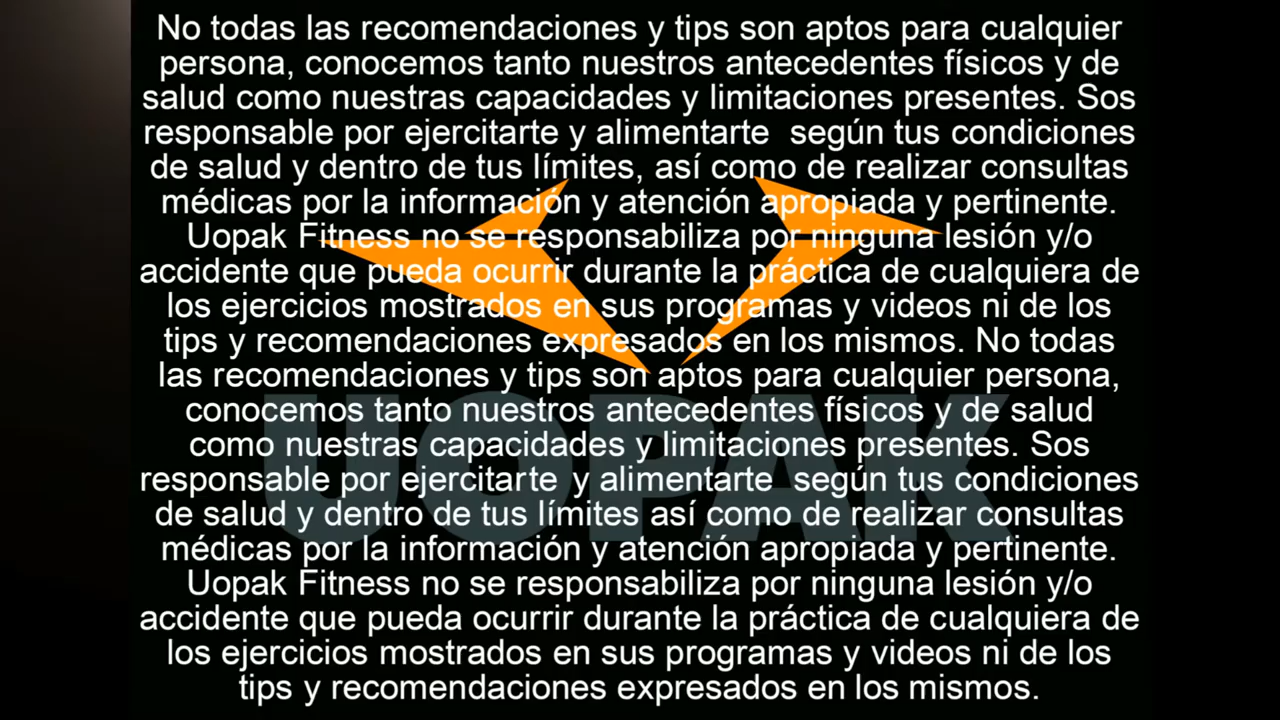 No todas las recomendaciones y tips son aptos para cualquier
persona, conocemos tanto nuestros antecedentes físicos y de
salud como nuestras capacidades y limitaciones presentes. Sos
responsable por ejercitarte y alimentarte  según tus condiciones
de salud y dentro de tus límites, así como de realizar consultas
médicas por la información y atención apropiada y pertinente.
Uopak Fitness no se responsabiliza por ninguna lesión y/o
accidente que pueda ocurrir durante la práctica de cualquiera de
los ejercicios mostrados en sus programas y videos ni de los
tips y recomendaciones expresados en los mismos. No todas
las recomendaciones y tips son aptos para cualquier persona,
conocemos tanto nuestros antecedentes físicos y de salud
como nuestras capacidades y limitaciones presentes. Sos
responsable por ejercitarte y alimentarte  según tus condiciones
de salud y dentro de tus límites así como de realizar consultas
médicas por la información y atención apropiada y pertinente.
Uopak Fitness no se responsabiliza por ninguna lesión y/o
accidente que pueda ocurrir durante la práctica de cualquiera de
los ejercicios mostrados en sus programas y videos ni de los
tips y recomendaciones expresados en los mismos.
UOPAK